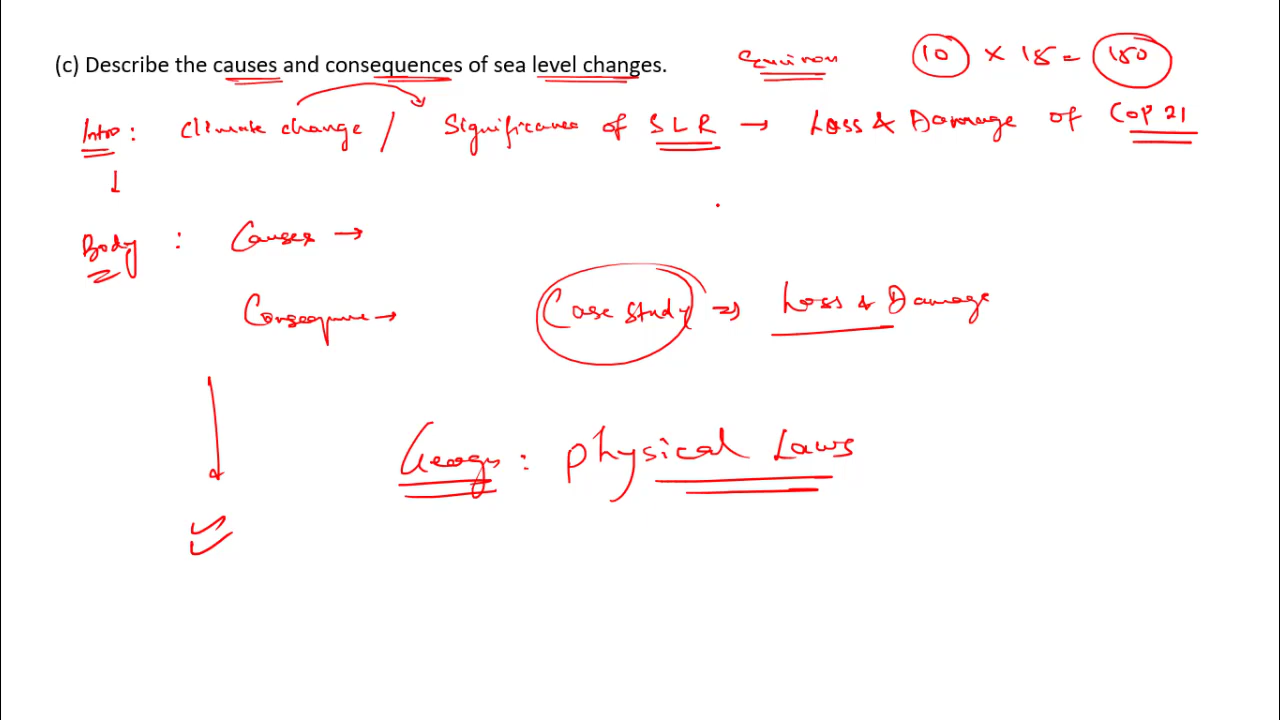 (c) Describe the causes and consequences of sea level changes. Environ 10 × 15 = 150
Intro: Climate change / Significance of SLR → Loss & Damage of COP 21
↓
Body : Causes →
Consequence → Case Study ⇒ Loss & Damage
Geogr : Physical Laws